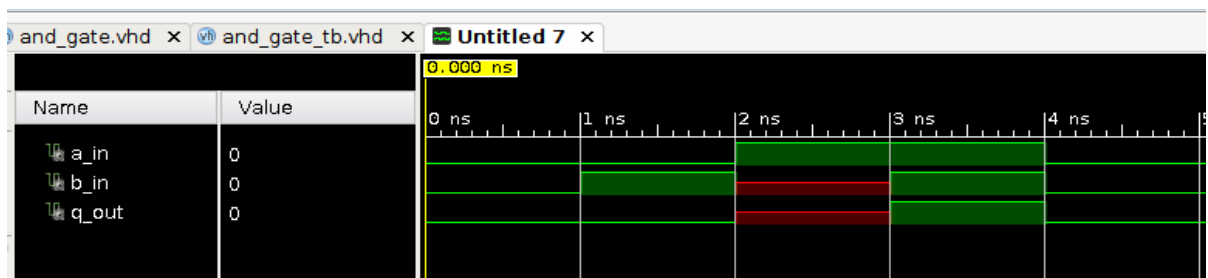 and_gate.vhd × vh and_gate_tb.vhd × Untitled 7 ×
0.000 ns
Name Value
0 ns 1 ns 2 ns 3 ns 4 ns
a_in 0
b_in 0
q_out 0